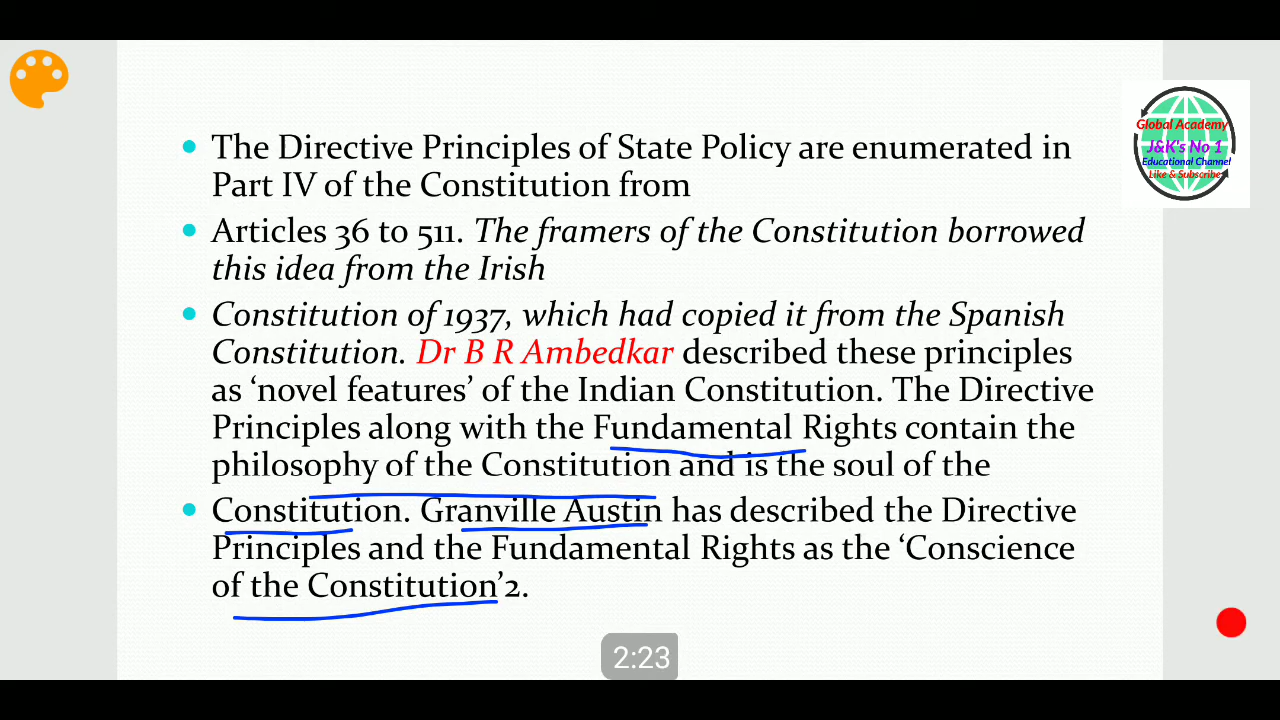 The Directive Principles of State Policy are enumerated in
Part IV of the Constitution from
Articles 36 to 511. The framers of the Constitution borrowed
this idea from the Irish
Constitution of 1937, which had copied it from the Spanish
Constitution. Dr B R Ambedkar described these principles
as ‘novel features’ of the Indian Constitution. The Directive
Principles along with the Fundamental Rights contain the
philosophy of the Constitution and is the soul of the
Constitution. Granville Austin has described the Directive
Principles and the Fundamental Rights as the ‘Conscience
of the Constitution’2.
Global Academy
J&K's No 1
Educational Channel
Like & Subscribe
2:23